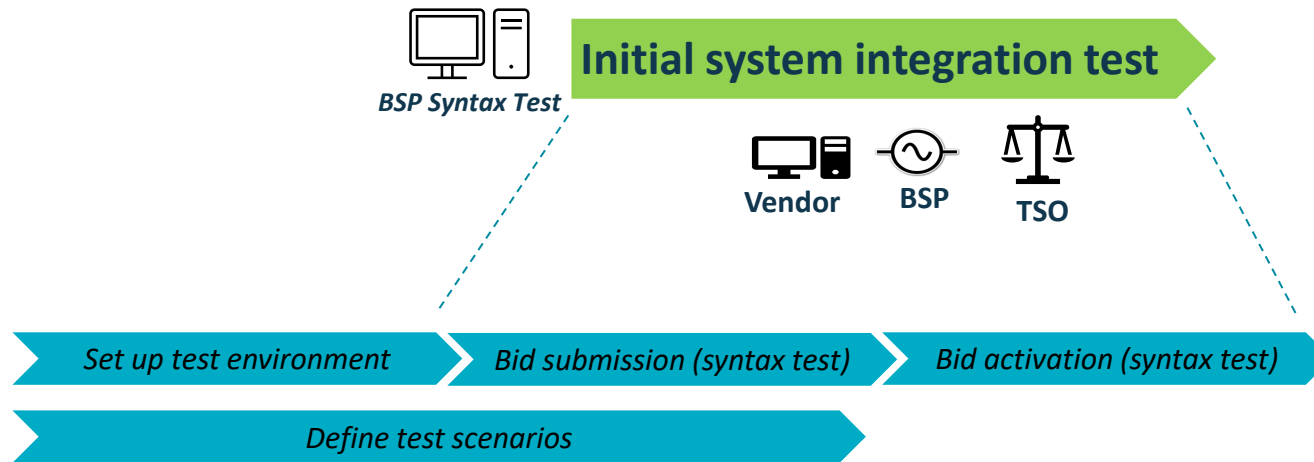 Initial system integration test
BSP Syntax Test
Vendor
BSP
TSO
Set up test environment
Bid submission (syntax test)
Bid activation (syntax test)
Define test scenarios